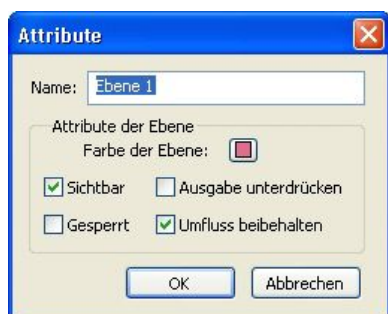 Attribute
Name: Ebene 1
Attribute der Ebene
Farbe der Ebene:
Sichtbar Ausgabe unterdrücken
Gesperrt Umfluss beibehalten
OK Abbrechen